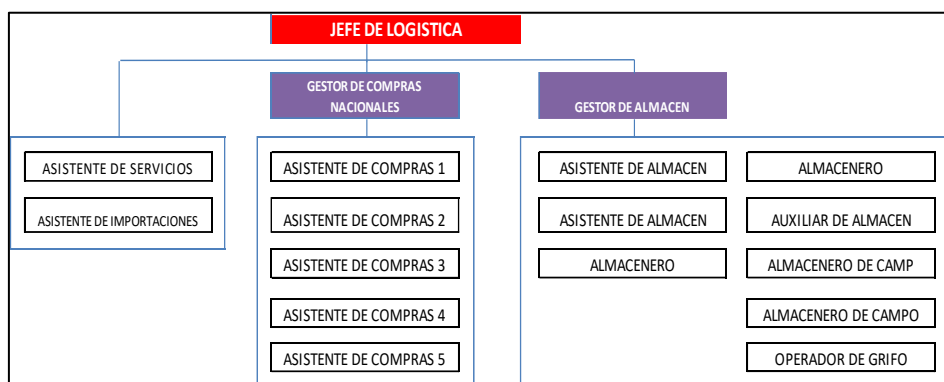 JEFE DE LOGISTICA
GESTOR DE COMPRAS
NACIONALES
GESTOR DE ALMACEN
ASISTENTE DE SERVICIOS
ASISTENTE DE IMPORTACIONES
ASISTENTE DE COMPRAS 1
ASISTENTE DE COMPRAS 2
ASISTENTE DE COMPRAS 3
ASISTENTE DE COMPRAS 4
ASISTENTE DE COMPRAS 5
ASISTENTE DE ALMACEN
ASISTENTE DE ALMACEN
ALMACENERO
ALMACENERO
AUXILIAR DE ALMACEN
ALMACENERO DE CAMP
ALMACENERO DE CAMPO
OPERADOR DE GRIFO